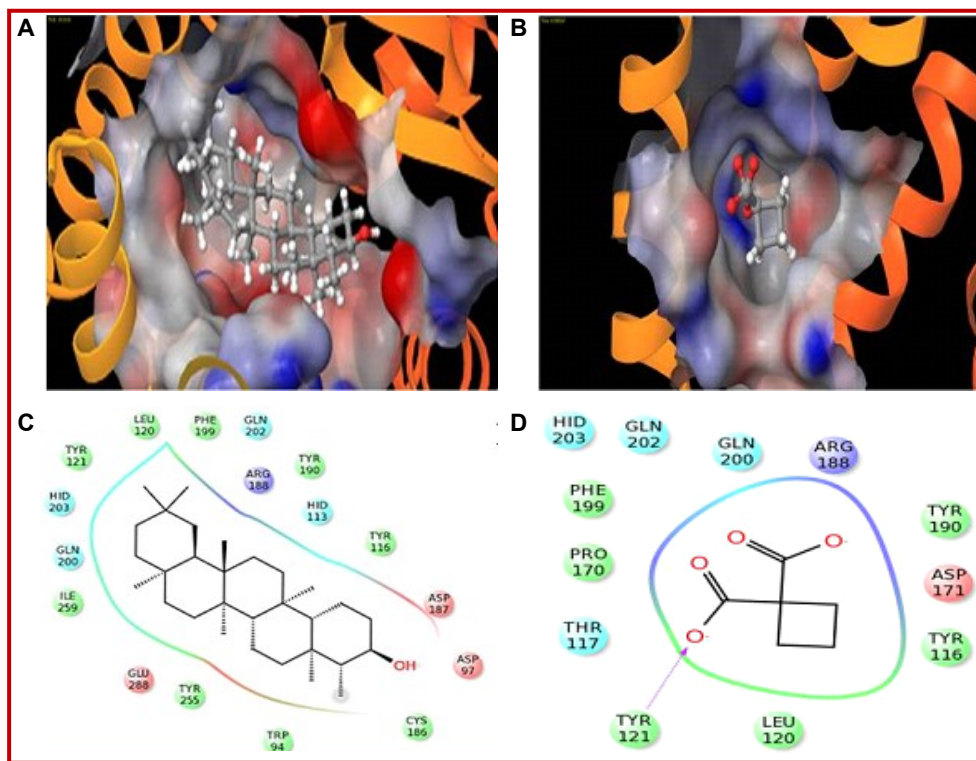 A
B
C
D
LEU
120
PHE
199
GLN
202
TYR
121
TYR
190
ARG
188
HID
203
HID
113
TYR
116
GLN
200
ILE
259
ASP
187
ASP
97
OH
GLU
288
TYR
255
CYS
186
TRP
94
HID
203
GLN
202
GLN
200
ARG
188
PHE
199
TYR
190
O
O-
PRO
170
O
ASP
171
THR
117
O-
TYR
116
TYR
121
LEU
120